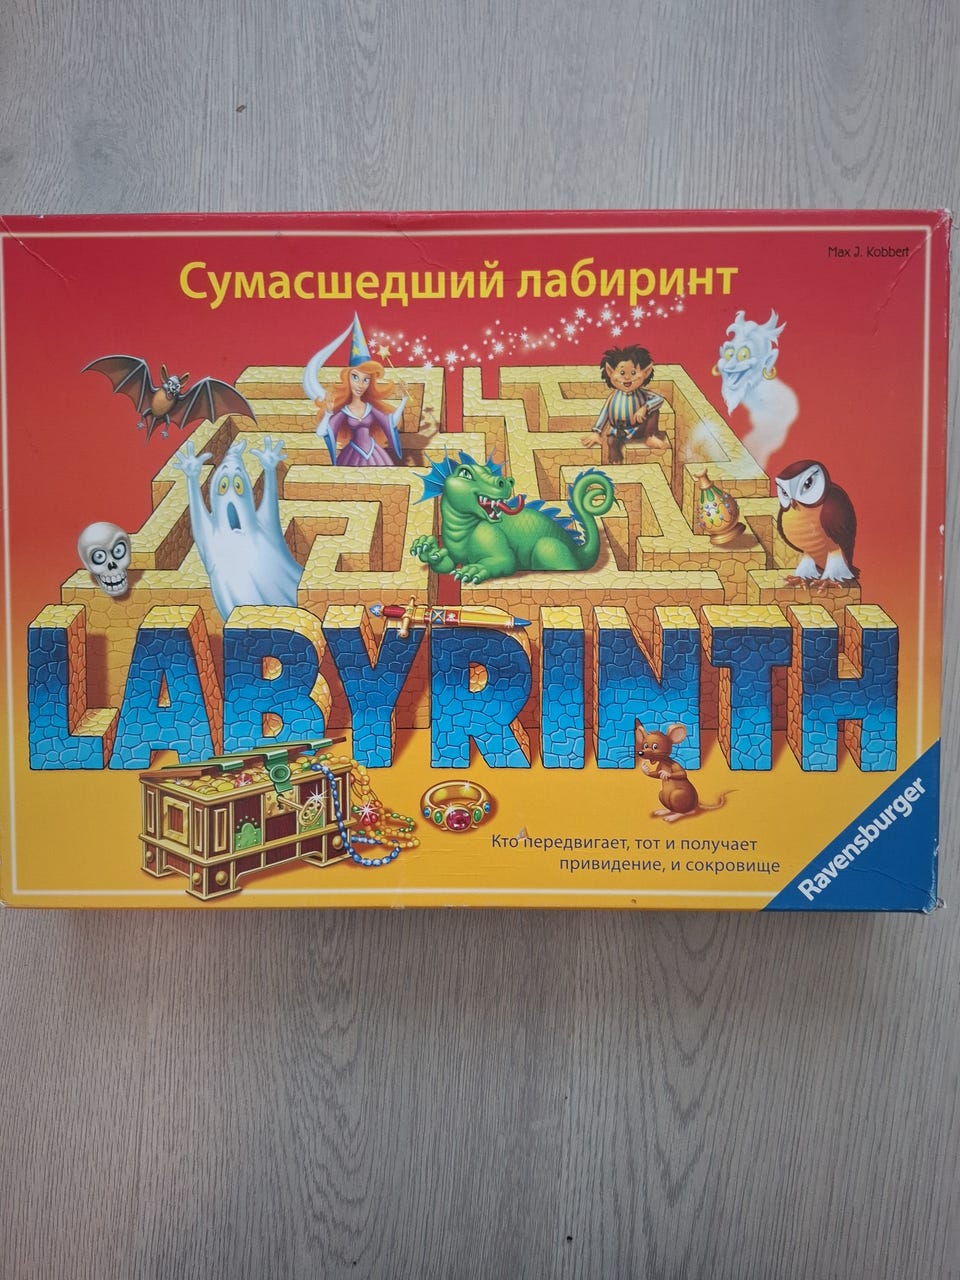 Max J. Kobbert
Сумасшедший лабиринт
LABYRINTH
Кто передвигает, тот и получает
привидение, и сокровище
Ravensburger